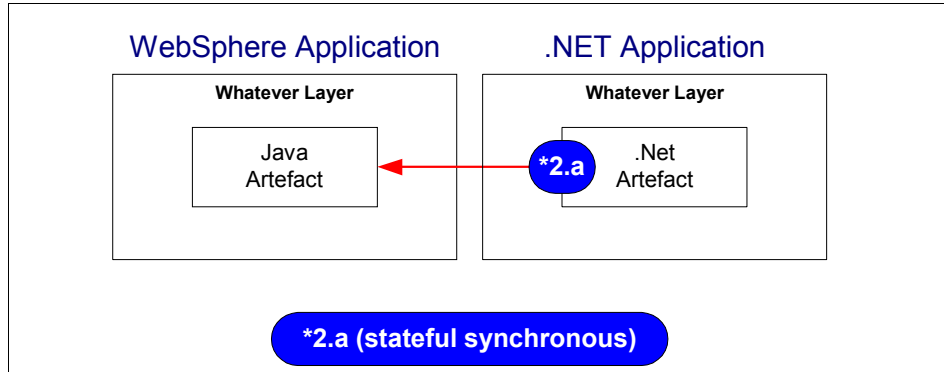 WebSphere Application
.NET Application
Whatever Layer
Whatever Layer
Java
Artefact
*2.a
.Net
Artefact
*2.a (stateful synchronous)